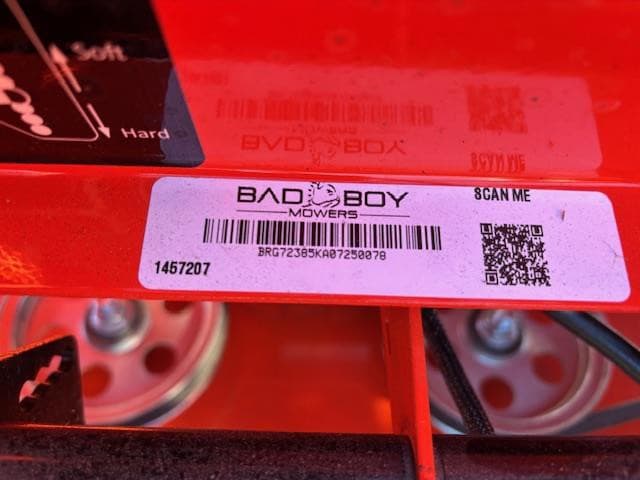 Soft
Hard
BAD BOY
MOWERS
SCAN ME
BRG72385KA07250078
1457207